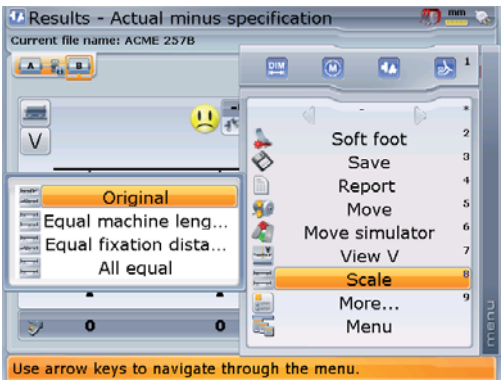 Results - Actual minus specification
mm
Current file name: ACME 257B
A
B
DIM
M
1
V
-
*
Soft foot
2
Save
3
Report
4
Move
5
Move simulator
6
View V
7
Scale
8
More...
9
Menu
Original
Equal machine leng...
Equal fixation dista...
All equal
0
0
menu
Use arrow keys to navigate through the menu.